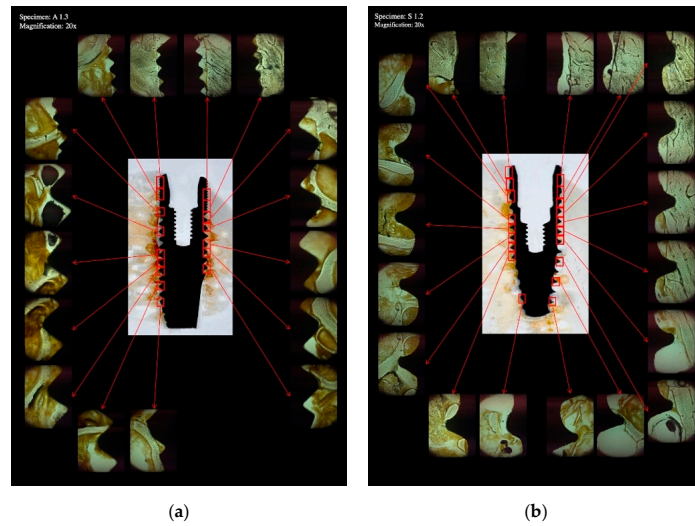 Specimen: A 1.3
Magnification: 20x
Specimen: S 1.2
Magnification: 20x
(a)
(b)